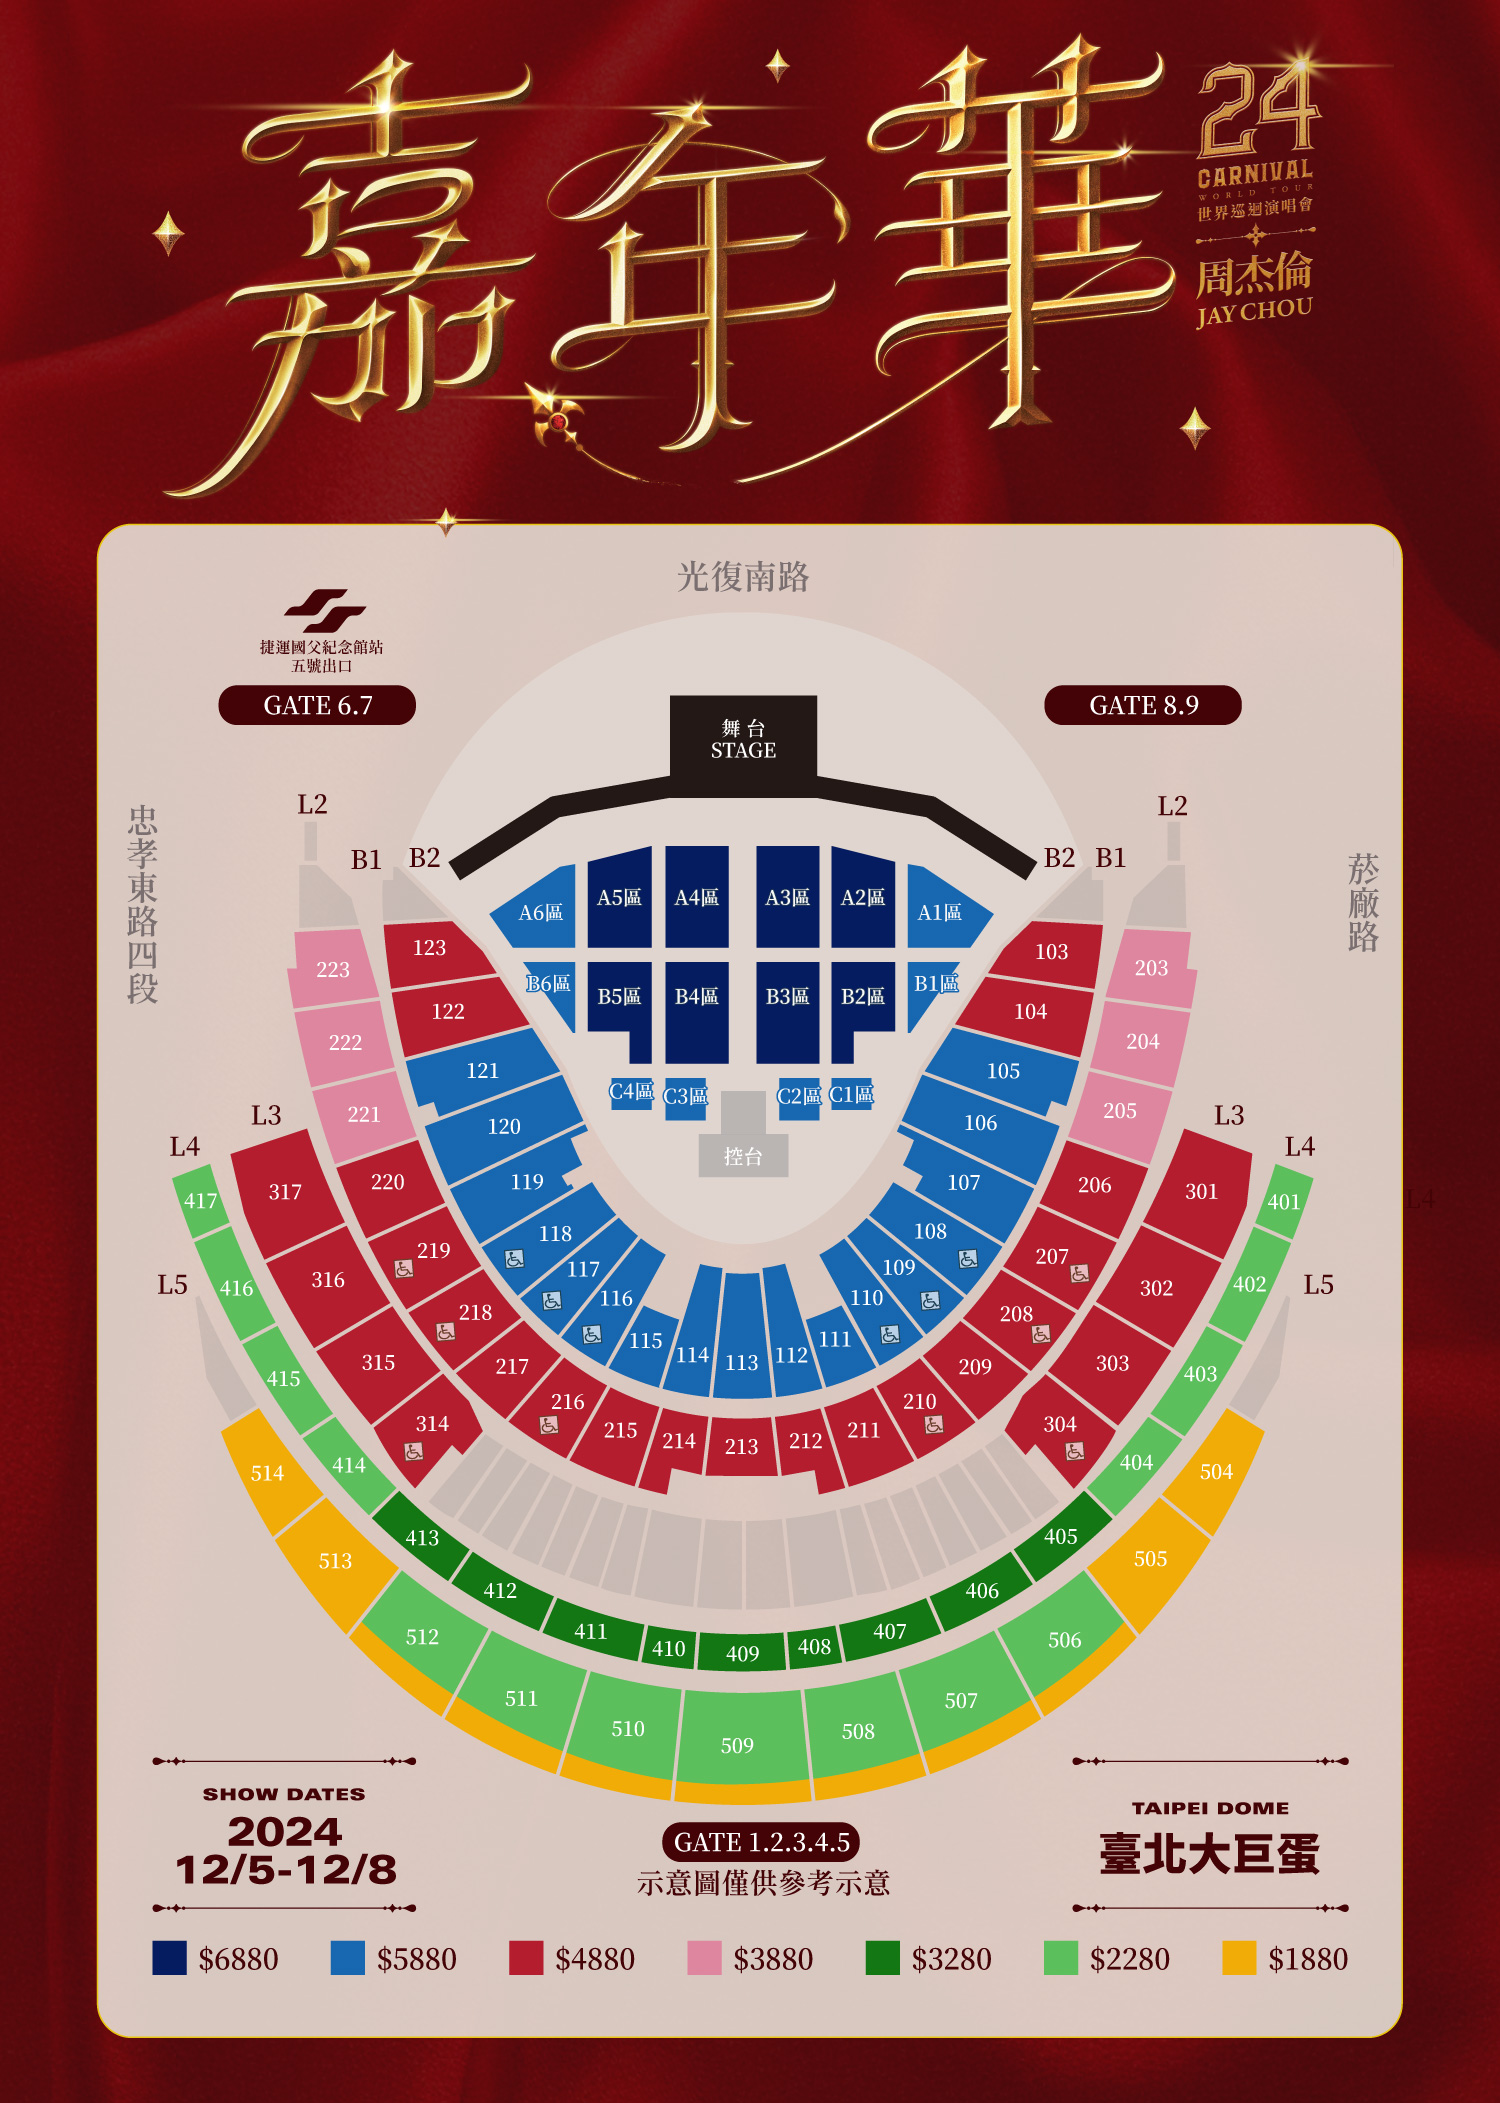 嘉年華
24
CARNIVAL
WORLD TOUR
世界巡迴演唱會
周杰倫
JAY CHOU
光復南路
捷運國父紀念館站
五號出口
GATE 6.7
GATE 8.9
舞台
STAGE
忠孝東路四段
菸廠路
L2
L2
B1
B2
B2
B1
A6區
A5區
A4區
A3區
A2區
A1區
B6區
B5區
B4區
B3區
B2區
B1區
C4區
C3區
C2區
C1區
控台
123
122
121
120
119
118
117
116
115
114
113
112
111
110
109
108
107
106
105
104
103
223
222
221
220
219
218
217
216
215
214
213
212
211
210
209
208
207
206
205
204
203
L3
L3
317
316
315
314
304
303
302
301
L4
L4
L4
417
416
415
414
413
412
411
410
409
408
407
406
405
404
403
402
401
L5
L5
514
513
512
511
510
509
508
507
506
505
504
SHOW DATES
2024
12/5-12/8
GATE 1.2.3.4.5
示意圖僅供參考示意
TAIPEI DOME
臺北大巨蛋
$6880
$5880
$4880
$3880
$3280
$2280
$1880